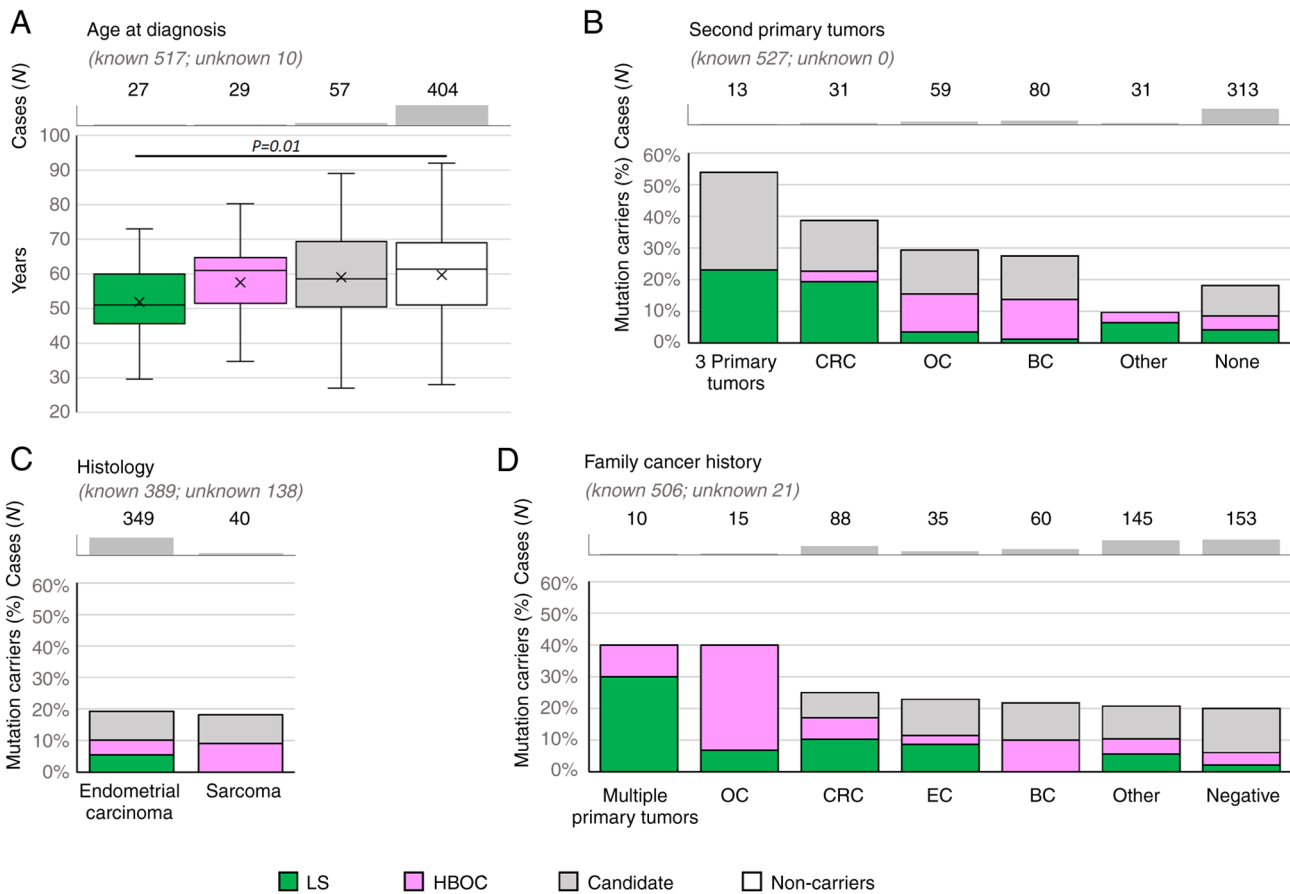 A
Age at diagnosis
(known 517; unknown 10)
Cases (N)
27 29 57 404
P=0.01
Years
100
90
80
70
60
50
40
30
20
B
Second primary tumors
(known 527; unknown 0)
Cases (N)
13 31 59 80 31 313
Mutation carriers (%)
60%
50%
40%
30%
20%
10%
0%
3 Primary tumors
CRC
OC
BC
Other
None
C
Histology
(known 389; unknown 138)
Cases (N)
349 40
Mutation carriers (%)
60%
50%
40%
30%
20%
10%
0%
Endometrial carcinoma
Sarcoma
D
Family cancer history
(known 506; unknown 21)
Cases (N)
10 15 88 35 60 145 153
Mutation carriers (%)
60%
50%
40%
30%
20%
10%
0%
Multiple primary tumors
OC
CRC
EC
BC
Other
Negative
LS HBOC Candidate Non-carriers